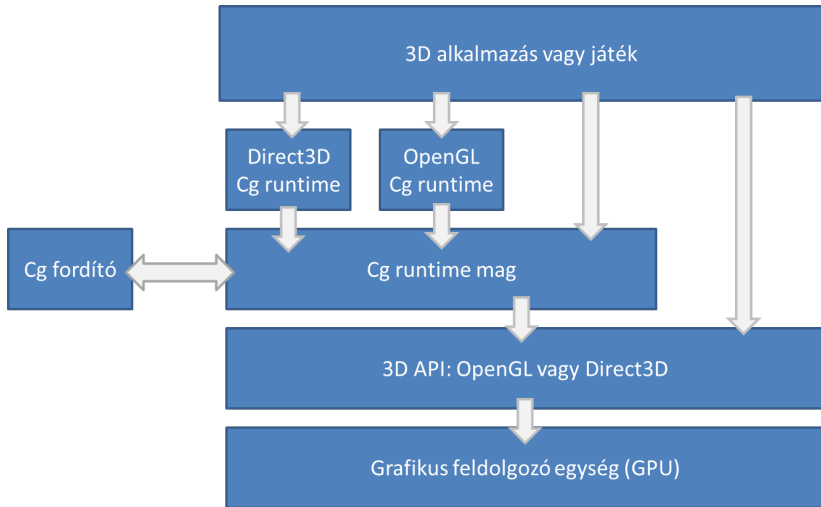 3D alkalmazás vagy játék
Direct3D
Cg runtime
OpenGL
Cg runtime
Cg fordító
Cg runtime mag
3D API: OpenGL vagy Direct3D
Grafikus feldolgozó egység (GPU)